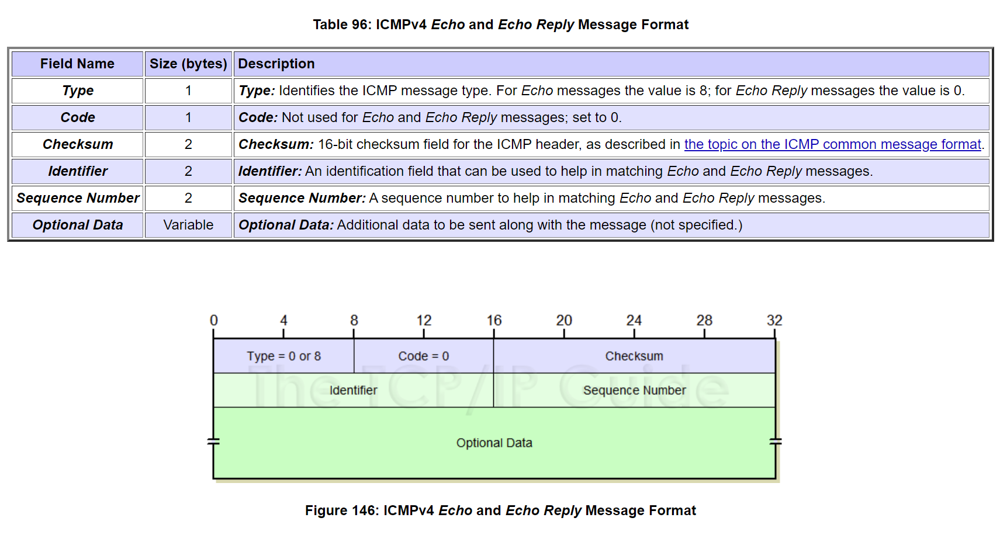 Table 96: ICMPv4 Echo and Echo Reply Message Format
Field Name Size (bytes) Description
Type 1 Type: Identifies the ICMP message type. For Echo messages the value is 8; for Echo Reply messages the value is 0.
Code 1 Code: Not used for Echo and Echo Reply messages; set to 0.
Checksum 2 Checksum: 16-bit checksum field for the ICMP header, as described in the topic on the ICMP common message format.
Identifier 2 Identifier: An identification field that can be used to help in matching Echo and Echo Reply messages.
Sequence Number 2 Sequence Number: A sequence number to help in matching Echo and Echo Reply messages.
Optional Data Variable Optional Data: Additional data to be sent along with the message (not specified.)
0 4 8 12 16 20 24 28 32
Type = 0 or 8 Code = 0 Checksum
The TCP/IP Guide
Identifier Sequence Number
Optional Data
Figure 146: ICMPv4 Echo and Echo Reply Message Format